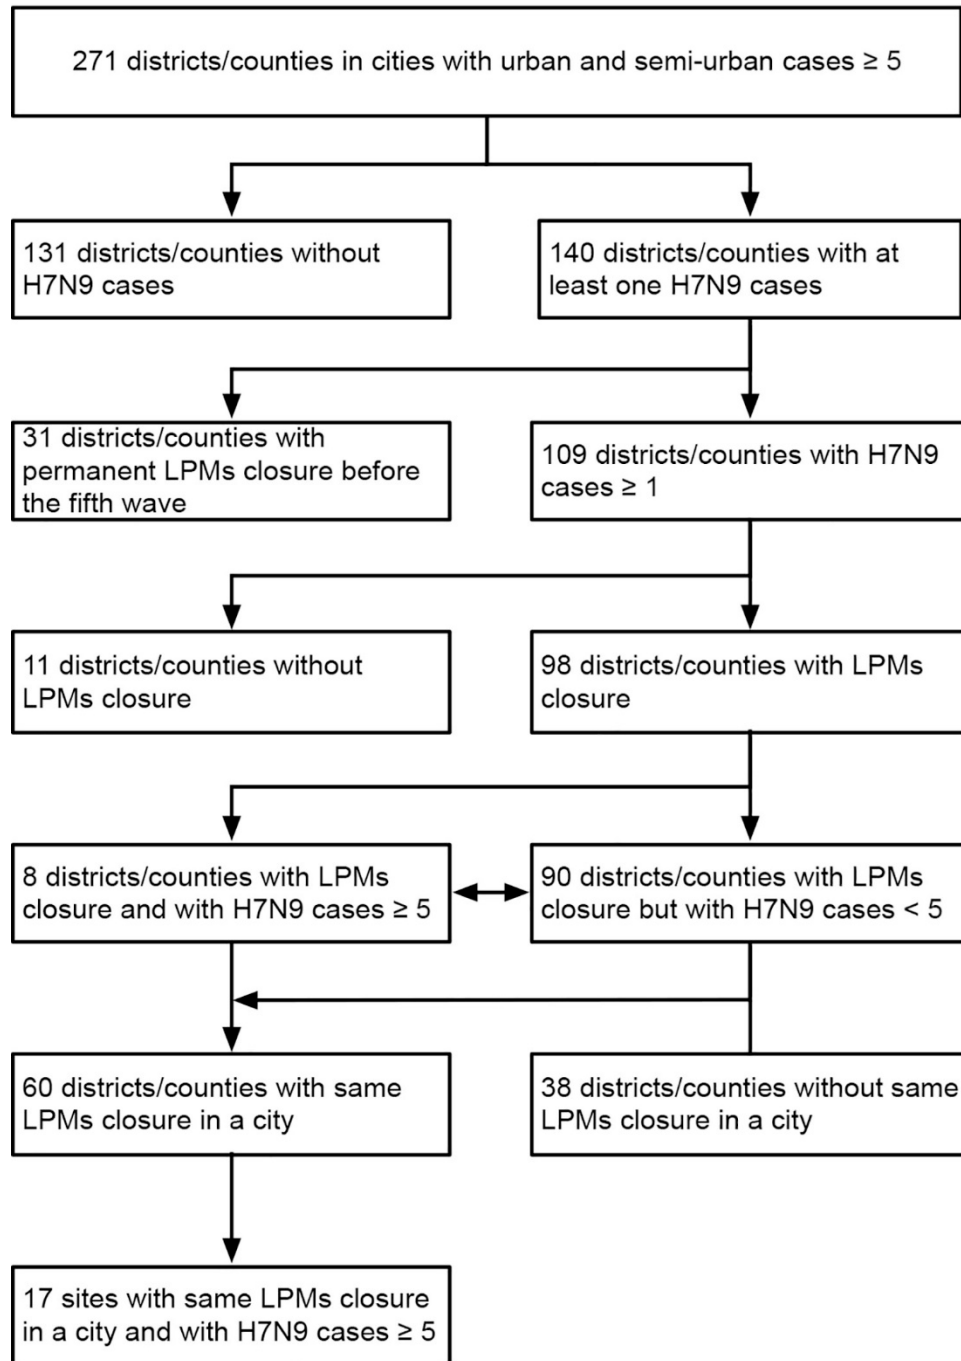 271 districts/counties in cities with urban and semi-urban cases ≥ 5
131 districts/counties without
H7N9 cases
140 districts/counties with at
least one H7N9 cases
31 districts/counties with
permanent LPMs closure before
the fifth wave
109 districts/counties with H7N9
cases ≥ 1
11 districts/counties without
LPMs closure
98 districts/counties with LPMs
closure
8 districts/counties with LPMs
closure and with H7N9 cases ≥ 5
90 districts/counties with LPMs
closure but with H7N9 cases < 5
60 districts/counties with same
LPMs closure in a city
38 districts/counties without same
LPMs closure in a city
17 sites with same LPMs closure
in a city and with H7N9 cases ≥ 5